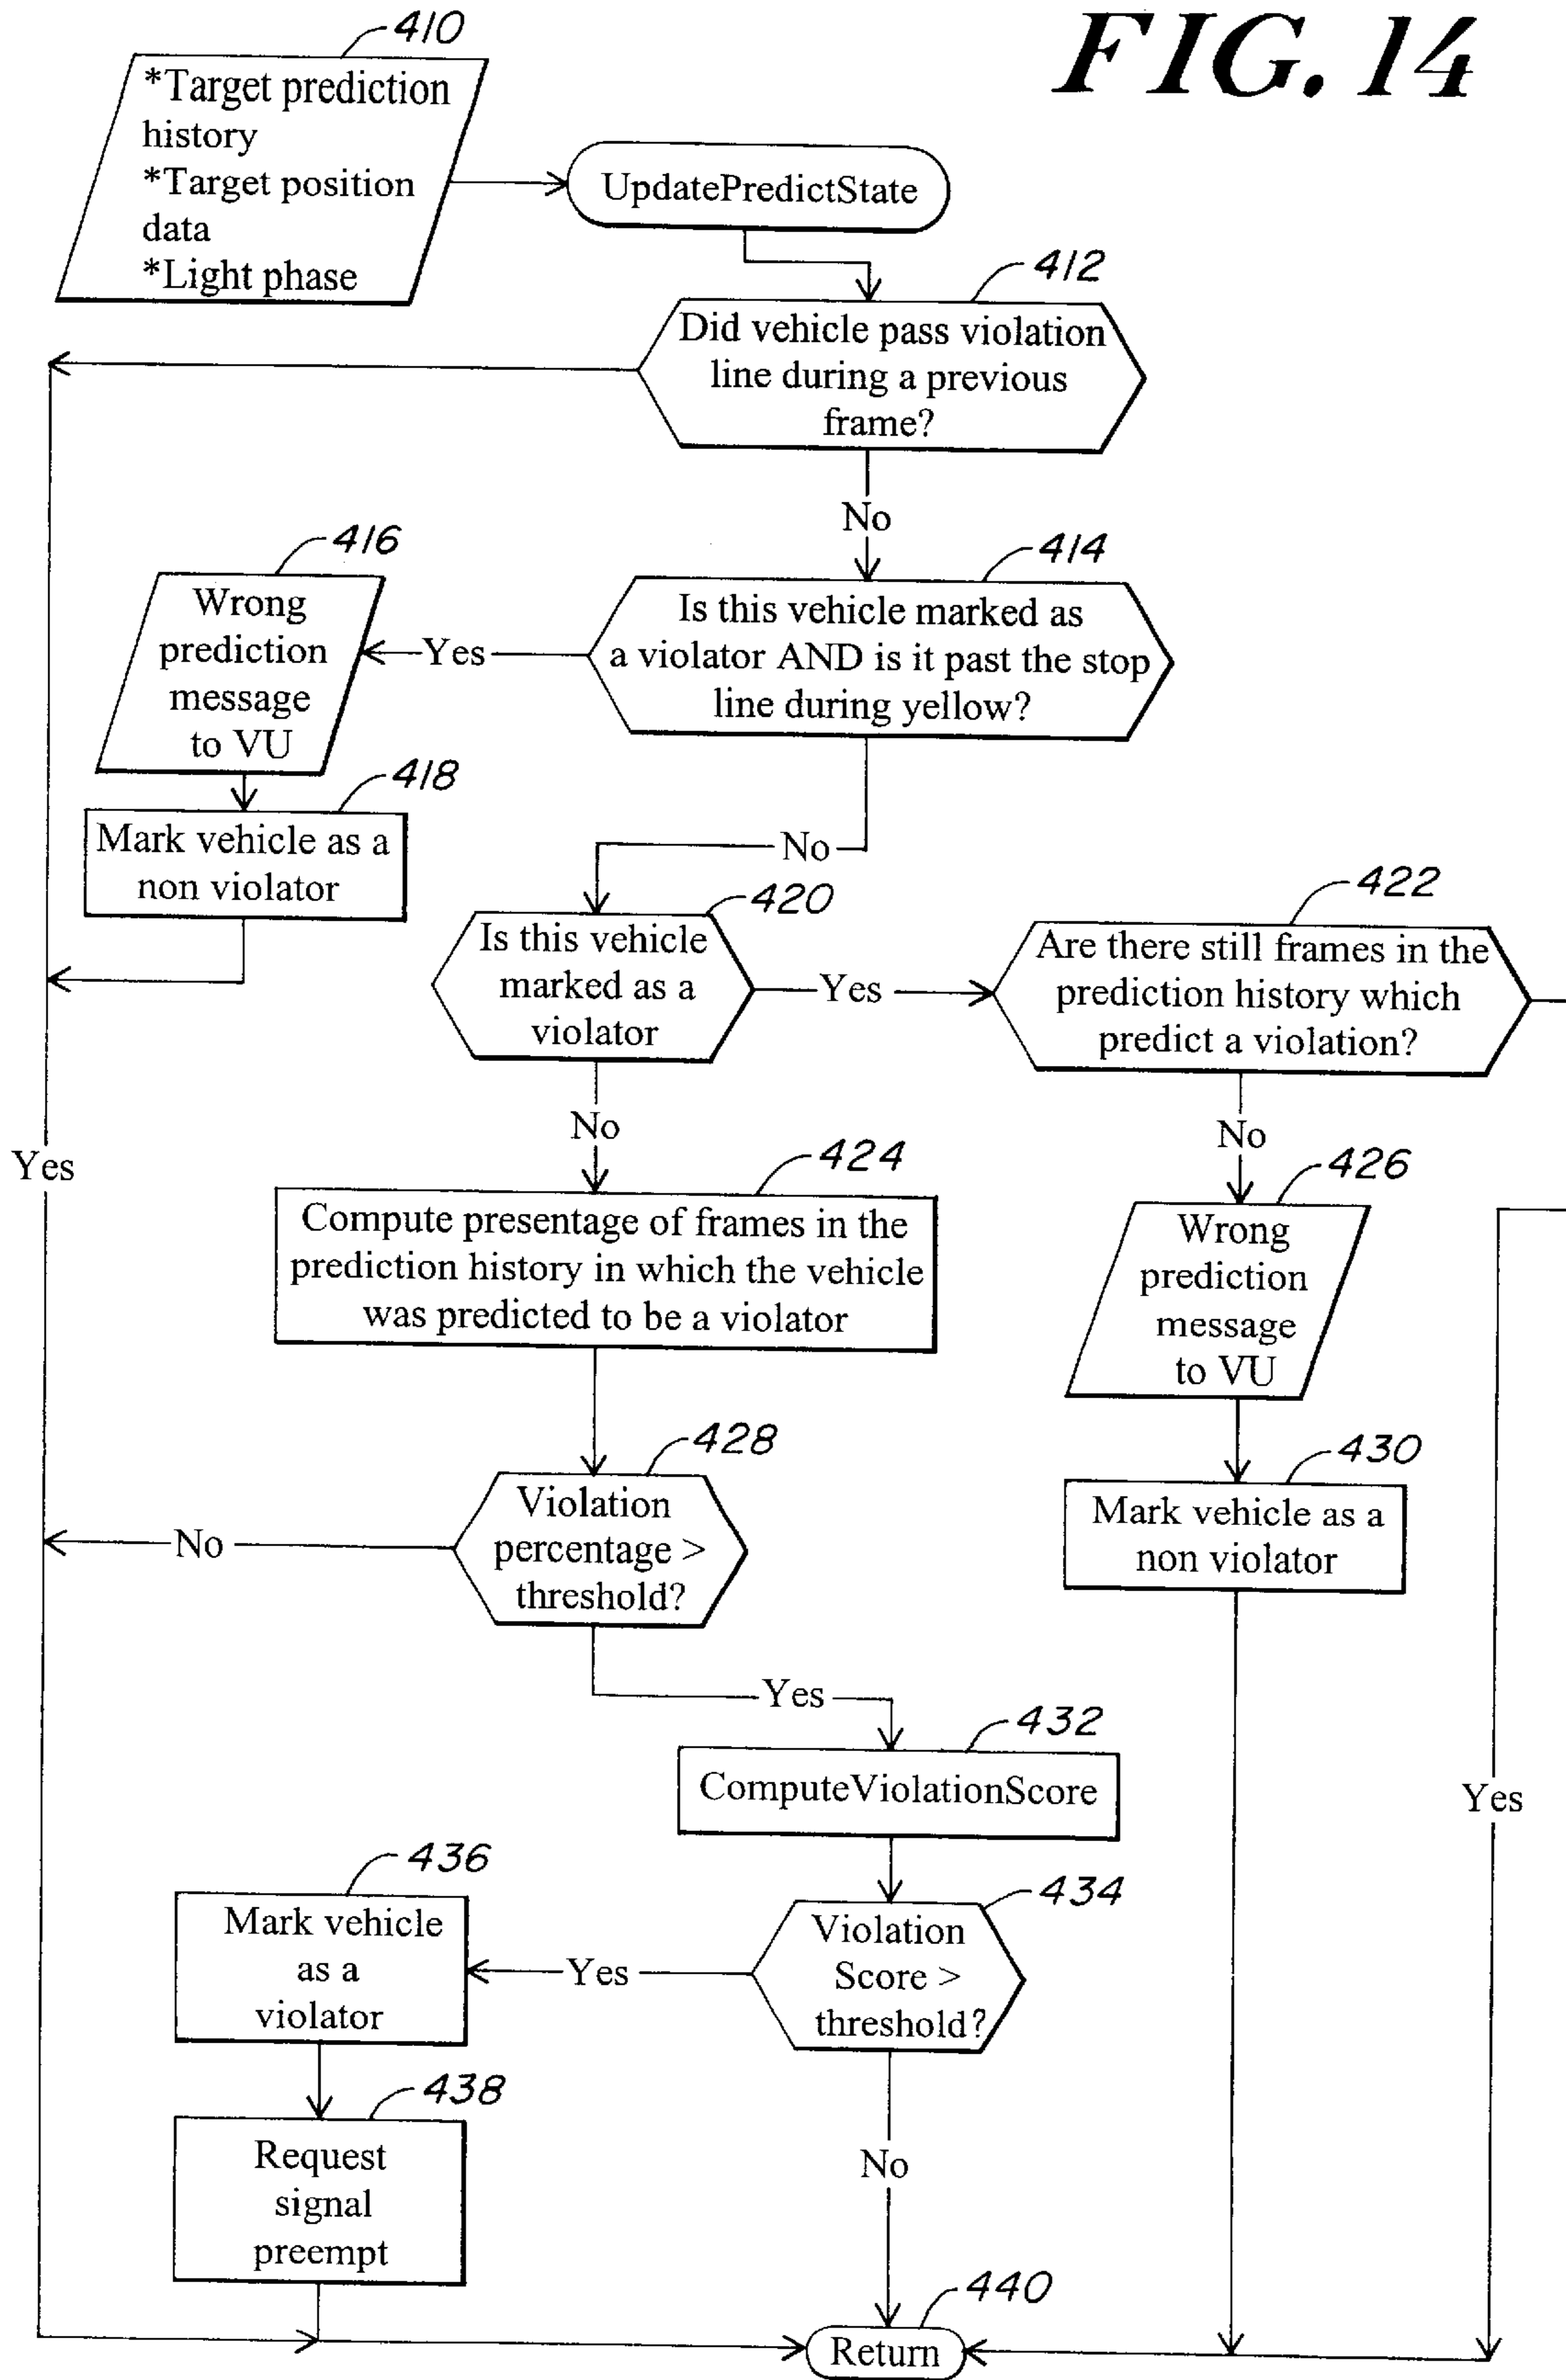 FIG. 14
410
*Target prediction
history
*Target position
data
*Light phase
UpdatePredictState
412
Did vehicle pass violation
line during a previous
frame?
No
416
Wrong
prediction
message
to VU
Yes
414
Is this vehicle marked as
a violator AND is it past the stop
line during yellow?
418
Mark vehicle as a
non violator
No
420
Is this vehicle
marked as a
violator
Yes
422
Are there still frames in the
prediction history which
predict a violation?
Yes
No
424
Compute presentage of frames in the
prediction history in which the vehicle
was predicted to be a violator
No
426
Wrong
prediction
message
to VU
428
Violation
percentage >
threshold?
No
430
Mark vehicle as a
non violator
Yes
432
ComputeViolationScore
Yes
436
Mark vehicle
as a
violator
Yes
434
Violation
Score >
threshold?
438
Request
signal
preempt
No
440
Return